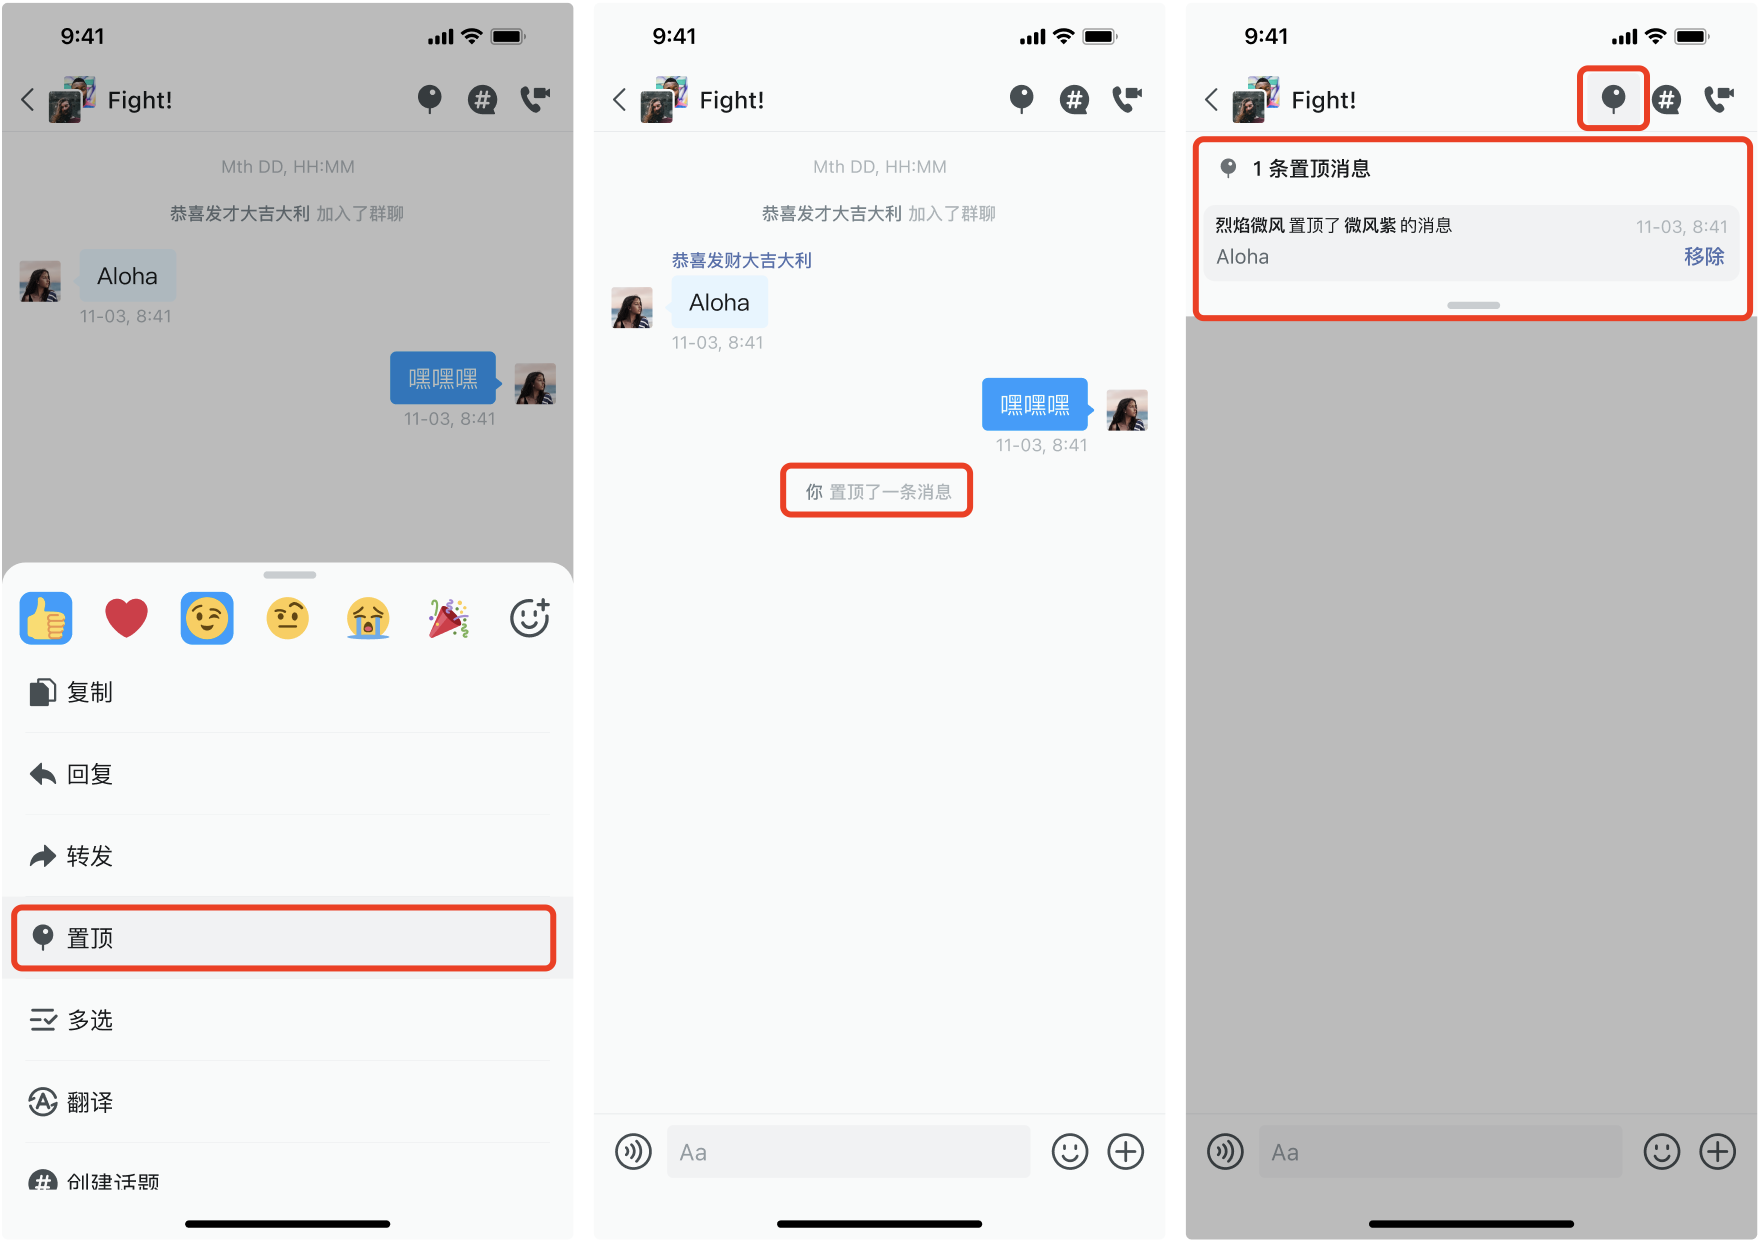 9:41
Fight!
Mth DD, HH:MM
恭喜发才大吉大利 加入了群聊
Aloha
11-03, 8:41
嘿嘿嘿
11-03, 8:41
复制
回复
转发
置顶
多选
翻译
创建话题
9:41
Fight!
Mth DD, HH:MM
恭喜发才大吉大利 加入了群聊
恭喜发财大吉大利
Aloha
11-03, 8:41
嘿嘿嘿
11-03, 8:41
你 置顶了一条消息
Aa
9:41
Fight!
1 条置顶消息
烈焰微风 置顶了 微风紫 的消息 11-03, 8:41
Aloha 移除
Aa